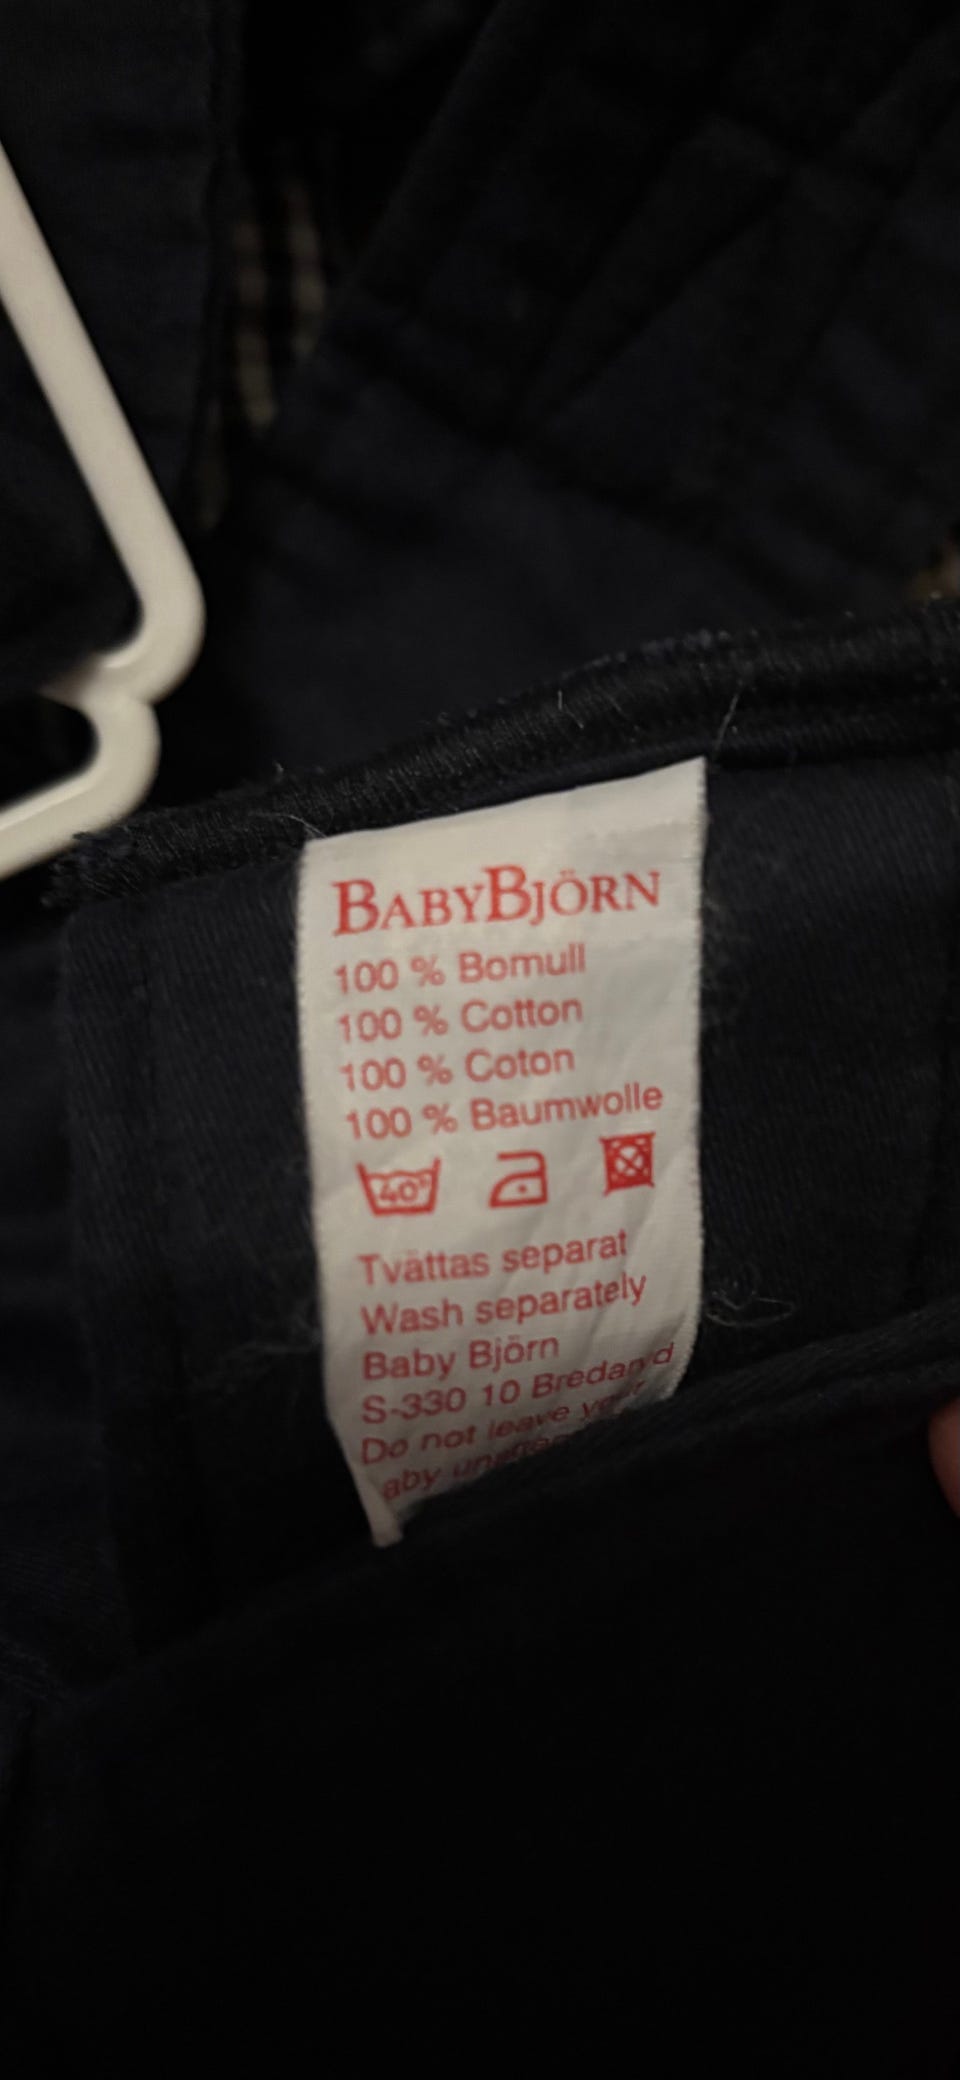 BABYBJÖRN
100 % Bomull
100 % Cotton
100 % Coton
100 % Baumwolle
40°
Tvättas separat
Wash separately
Baby Björn
S-330 10 Bredaryd
Do not leave your